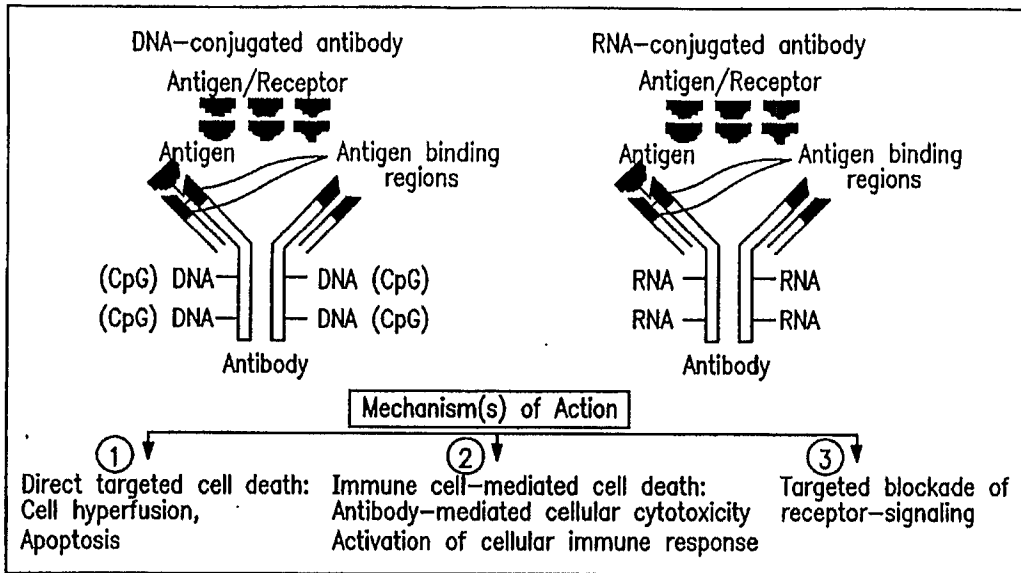 DNA-conjugated antibody
Antigen/Receptor
Antigen
Antigen binding
regions
(CpG) DNA
DNA (CpG)
(CpG) DNA
DNA (CpG)
Antibody
RNA-conjugated antibody
Antigen/Receptor
Antigen
Antigen binding
regions
RNA
RNA
RNA
RNA
Antibody
Mechanism(s) of Action
1
Direct targeted cell death:
Cell hyperfusion,
Apoptosis
2
Immune cell-mediated cell death:
Antibody-mediated cellular cytotoxicity
Activation of cellular immune response
3
Targeted blockade of
receptor-signaling